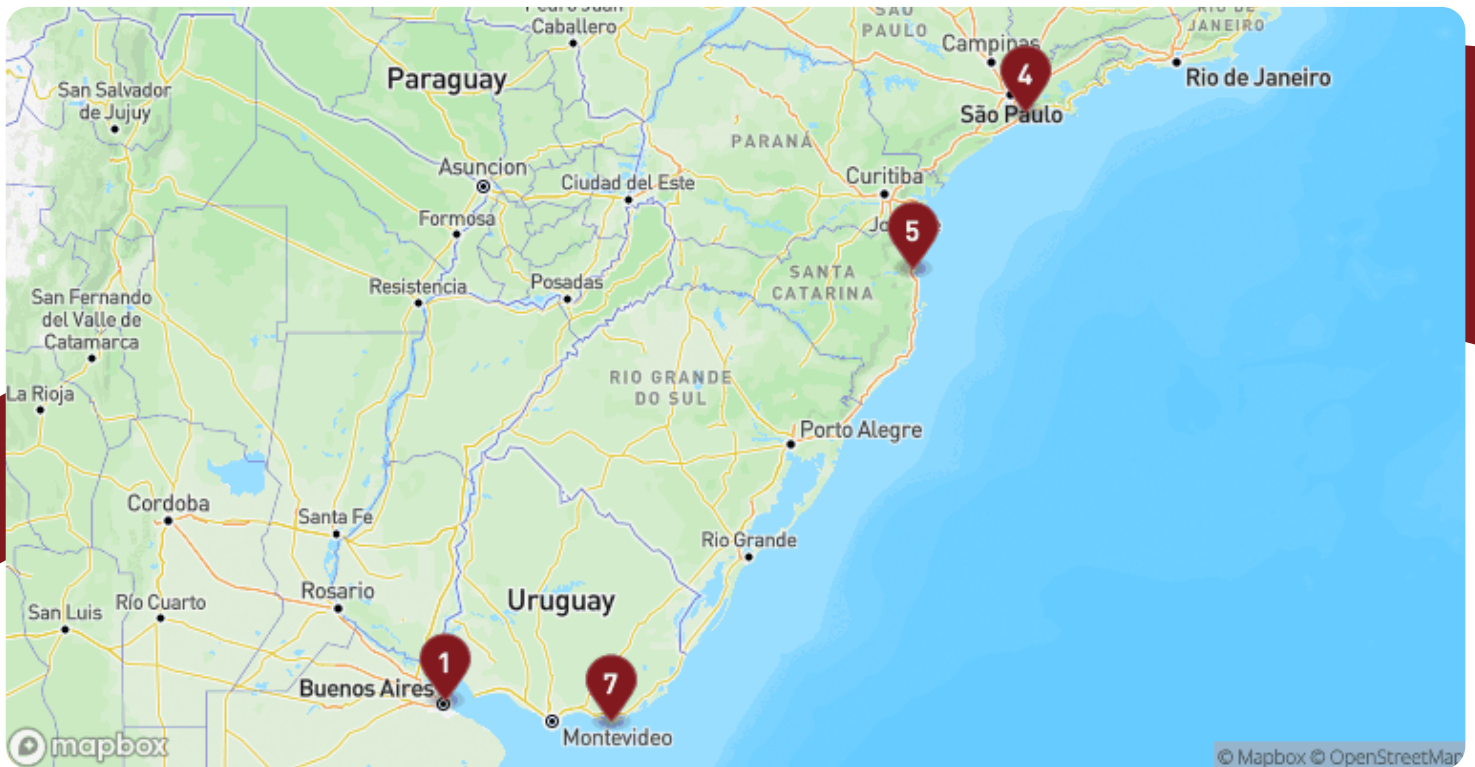 Pedro Juan
Caballero
SÃO
PAULO
RIO DE
JANEIRO
Campinas
4
Rio de Janeiro
São Paulo
Paraguay
San Salvador
de Jujuy
PARANÁ
Asuncion
Ciudad del Este
Curitiba
Formosa
5
SANTA
CATARINA
Resistencia
Posadas
San Fernando
del Valle de
Catamarca
La Rioja
RIO GRANDE
DO SUL
Porto Alegre
Cordoba
Santa Fe
Rio Grande
Rosario
Uruguay
San Luis
Río Cuarto
1
7
Buenos Aires
Montevideo
mapbox
© Mapbox © OpenStreetMap